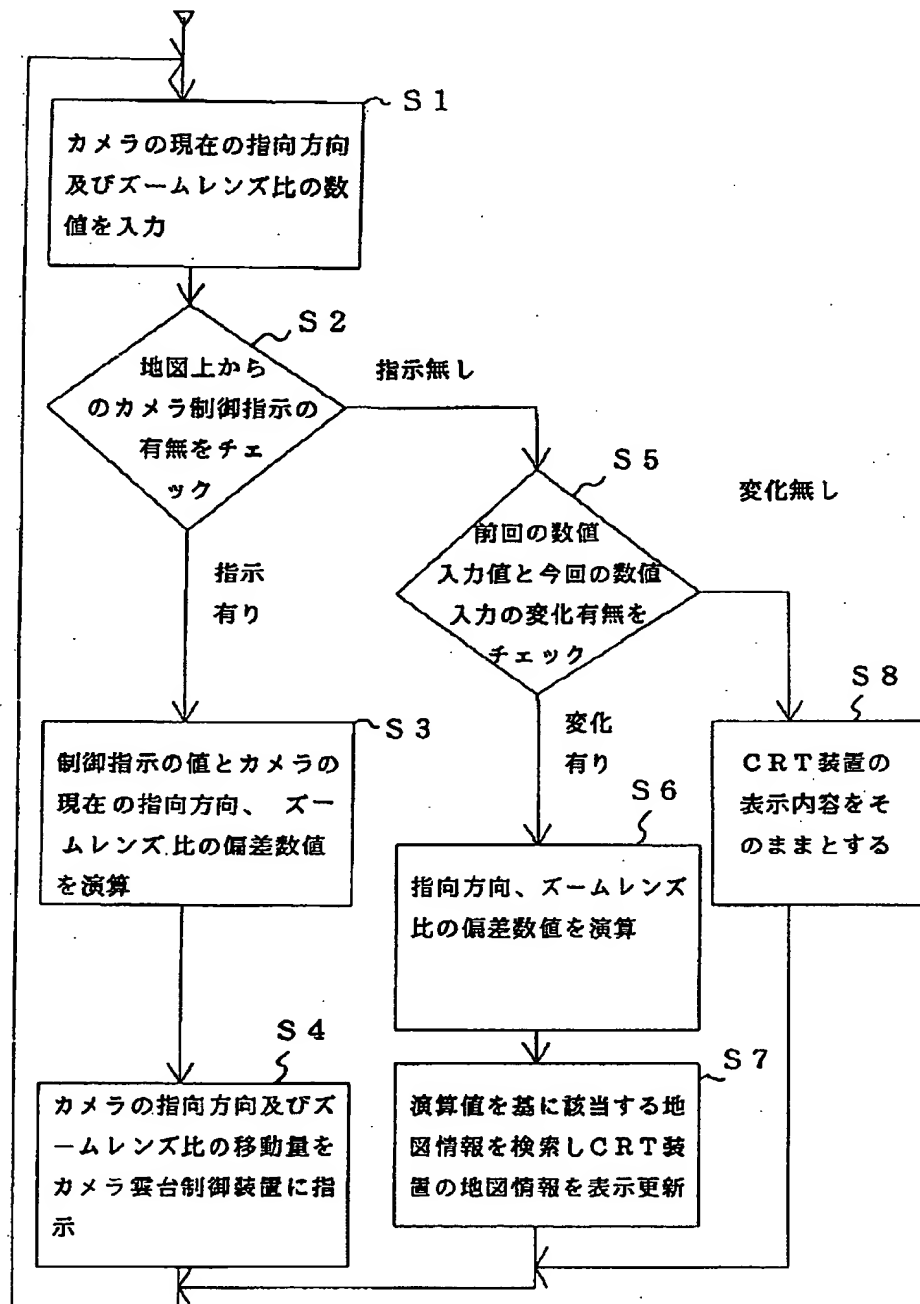 S1
カメラの現在の指向方向
及びズームレンズ比の数
値を入力
S2
地図上から
のカメラ制御指示の
有無をチェ
ック
指示無し
指示
有り
S5
前回の数値
入力値と今回の数値
入力の変化有無を
チェック
変化無し
変化
有り
S3
制御指示の値とカメラの
現在の指向方向、ズー
ムレンズ比の偏差数値
を演算
S8
CRT装置の
表示内容をそ
のままとする
S6
指向方向、ズームレンズ
比の偏差数値を演算
S4
カメラの指向方向及びズ
ームレンズ比の移動量を
カメラ雲台制御装置に指
示
S7
演算値を基に該当する地
図情報を検索しCRT装
置の地図情報を表示更新